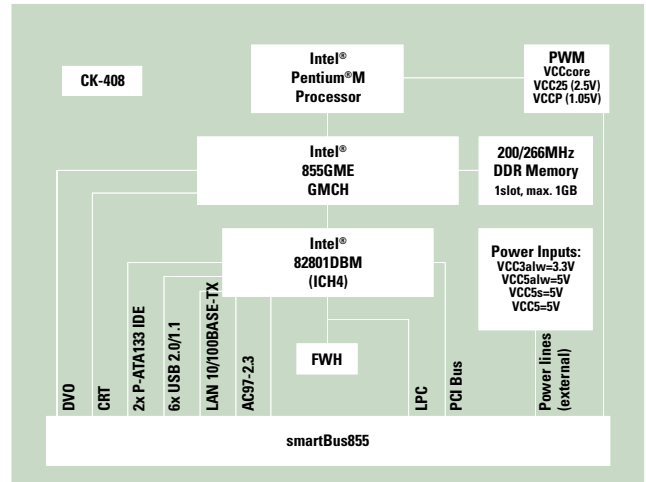 CK-408
Intel®
Pentium®M
Processor
PWM
VCCcore
VCC25 (2.5V)
VCCP (1.05V)
Intel®
855GME
GMCH
200/266MHz
DDR Memory
1slot, max. 1GB
Intel®
82801DBM
(ICH4)
Power Inputs:
VCC3alw=3.3V
VCC5alw=5V
VCC5s=5V
VCC5=5V
FWH
DVO
CRT
2x P-ATA133 IDE
6x USB 2.0/1.1
LAN 10/100BASE-TX
AC97-2.3
LPC
PCI Bus
Power lines
(external)
smartBus855